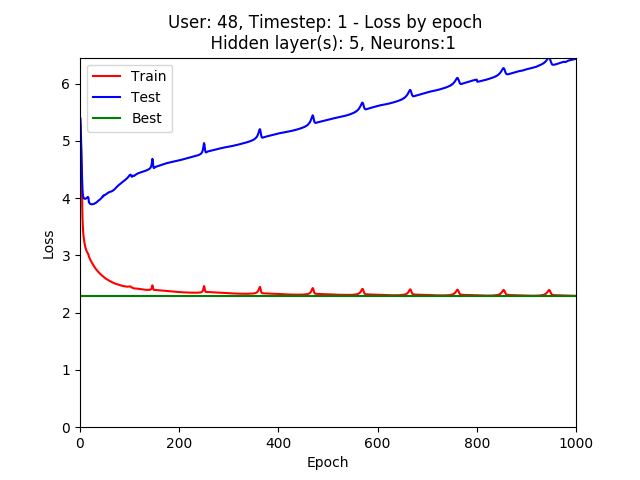 User: 48, Timestep: 1 - Loss by epoch
Hidden layer(s): 5, Neurons:1
Train
Test
Best
6
5
4
3
2
1
0
Loss
0 200 400 600 800 1000
Epoch